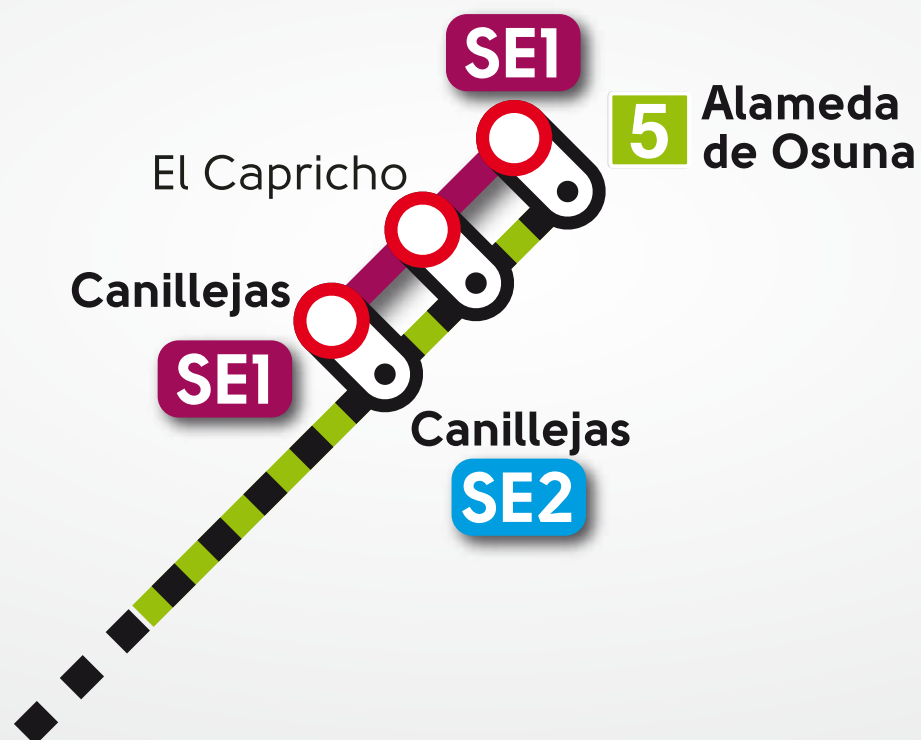 SE1
5
Alameda
de Osuna
El Capricho
Canillejas
SE1
Canillejas
SE2